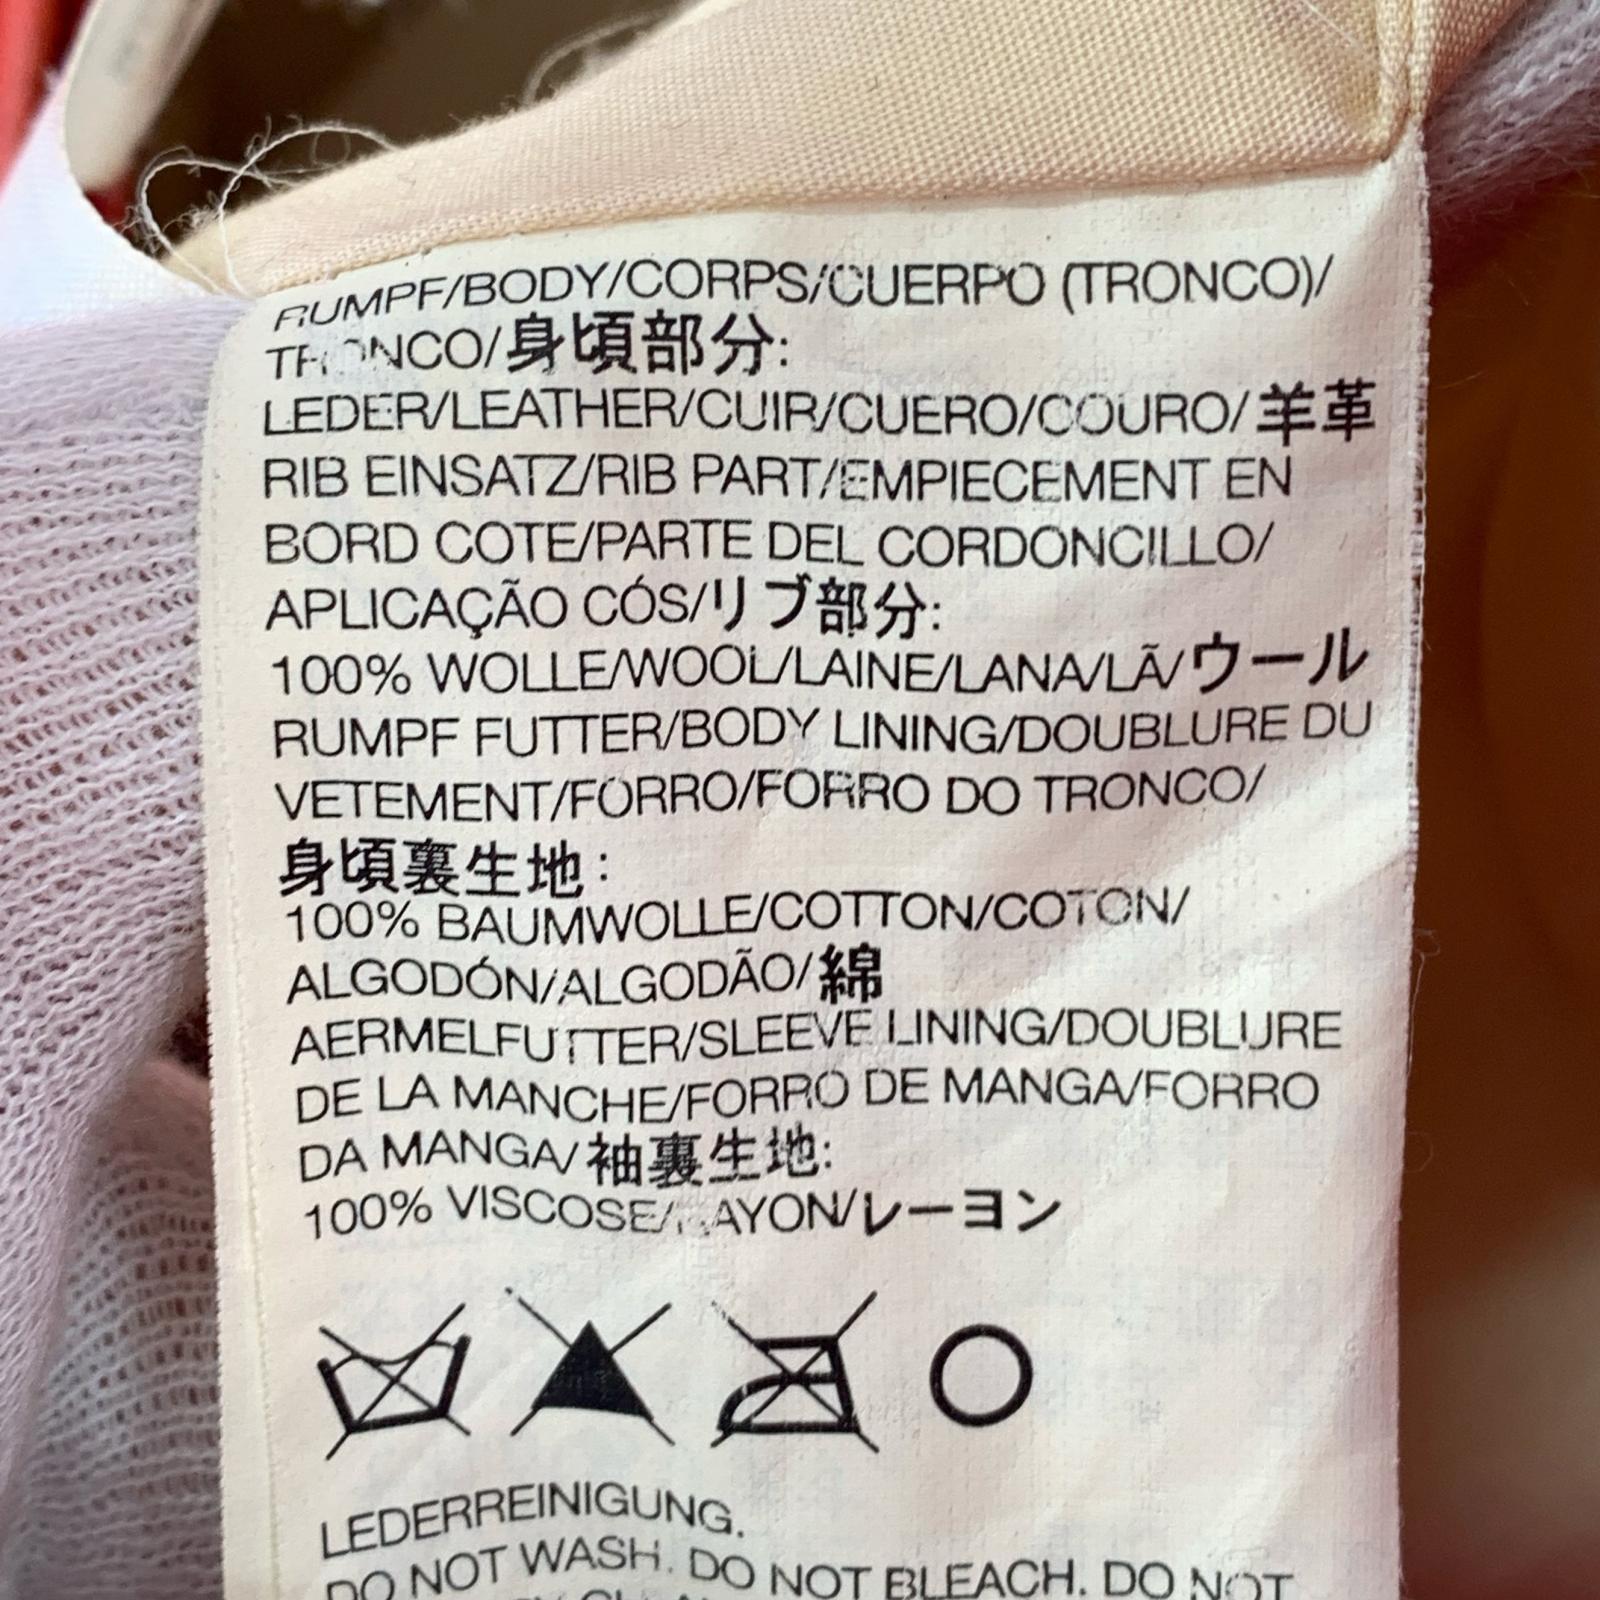 RUMPF/BODY/CORPS/CUERPO (TRONCO)/
TRONCO/身頃部分:
LEDER/LEATHER/CUIR/CUERO/COURO/羊革
RIB EINSATZ/RIB PART/EMPIECEMENT EN
BORD COTE/PARTE DEL CORDONCILLO/
APLICAÇÃO CÓS/リブ部分:
100% WOLLE/WOOL/LAINE/LANA/LÃ/ウール
RUMPF FUTTER/BODY LINING/DOUBLURE DU
VETEMENT/FORRO/FORRO DO TRONCO/
身頃裏生地:
100% BAUMWOLLE/COTTON/COTON/
ALGODÓN/ALGODÃO/綿
AERMELFUTTER/SLEEVE LINING/DOUBLURE
DE LA MANCHE/FORRO DE MANGA/FORRO
DA MANGA/袖裏生地:
100% VISCOSE/RAYON/レーヨン
LEDERREINIGUNG.
DO NOT WASH. DO NOT BLEACH. DO NOT